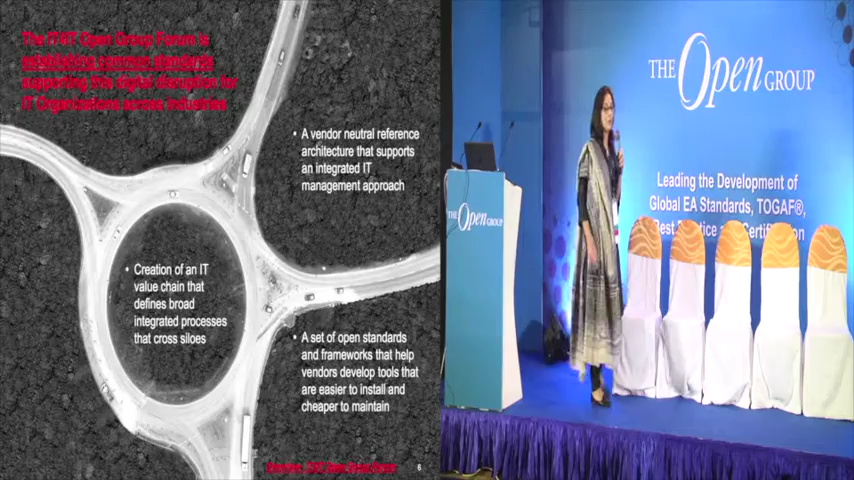 The IT4IT Open Group Forum is
establishing common standards
supporting the digital disruption for
IT Organizations across industries
• A vendor neutral reference
architecture that supports
an integrated IT
management approach
• Creation of an IT
value chain that
defines broad
integrated processes
that cross siloes
• A set of open standards
and frameworks that help
vendors develop tools that
are easier to install and
cheaper to maintain
6
THE Open GROUP
Leading the Development of
Global EA Standards, TOGAF®,
THE Open GROUP